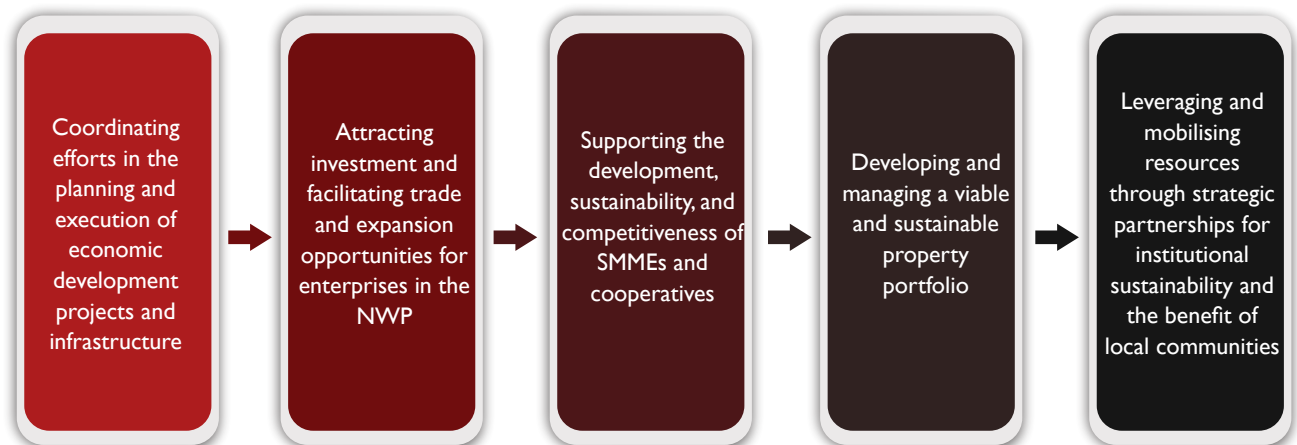 Coordinating
efforts in the
planning and
execution of
economic
development
projects and
infrastructure
Attracting
investment and
facilitating trade
and expansion
opportunities for
enterprises in the
NWP
Supporting the
development,
sustainability, and
competitiveness of
SMMEs and
cooperatives
Developing and
managing a viable
and sustainable
property
portfolio
Leveraging and
mobilising
resources
through strategic
partnerships for
institutional
sustainability and
the benefit of
local communities